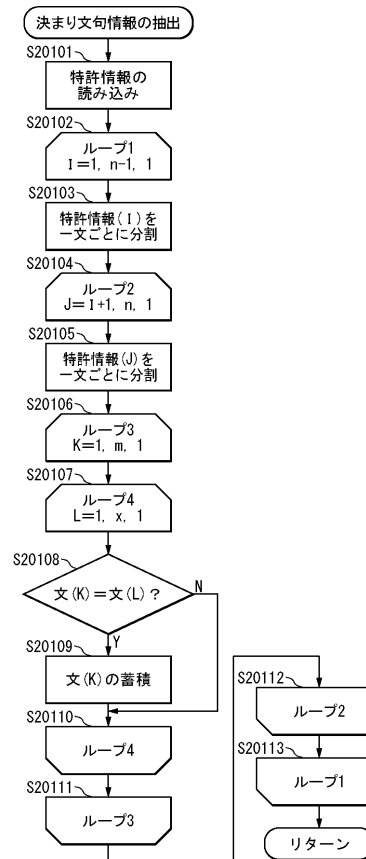 決まり文句情報の抽出
S20101
特許情報の
読み込み
S20102
ループ1
I=1, n-1, 1
S20103
特許情報(I)を
一文ごとに分割
S20104
ループ2
J=I+1, n, 1
S20105
特許情報(J)を
一文ごとに分割
S20106
ループ3
K=1, m, 1
S20107
ループ4
L=1, x, 1
S20108
文(K)=文(L)?
N
Y
S20109
文(K)の蓄積
S20110
ループ4
S20111
ループ3
S20112
ループ2
S20113
ループ1
リターン